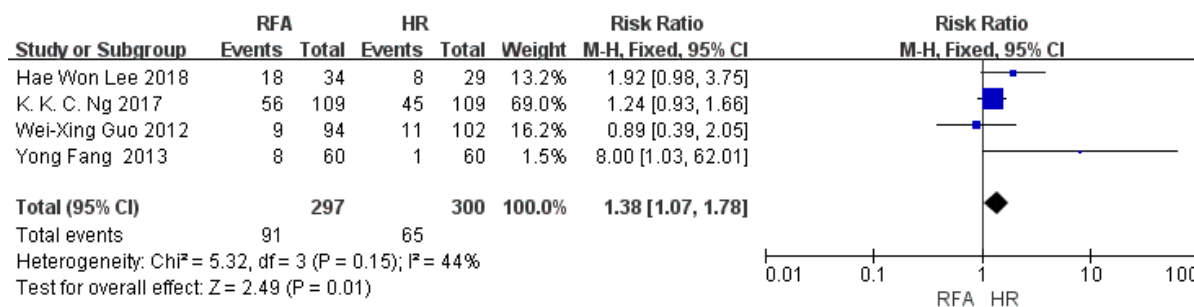 RFA HR Risk Ratio Risk Ratio
Study or Subgroup Events Total Events Total Weight M-H, Fixed, 95% CI M-H, Fixed, 95% CI
Hae Won Lee 2018 18 34 8 29 13.2% 1.92 [0.98, 3.75]
K. K. C. Ng 2017 56 109 45 109 69.0% 1.24 [0.93, 1.66]
Wei-Xing Guo 2012 9 94 11 102 16.2% 0.89 [0.39, 2.05]
Yong Fang 2013 8 60 1 60 1.5% 8.00 [1.03, 62.01]
Total (95% CI) 297 300 100.0% 1.38 [1.07, 1.78]
Total events 91 65
Heterogeneity: Chi² = 5.32, df = 3 (P = 0.15); I² = 44%
Test for overall effect: Z = 2.49 (P = 0.01)
0.01 0.1 1 10 100
RFA HR